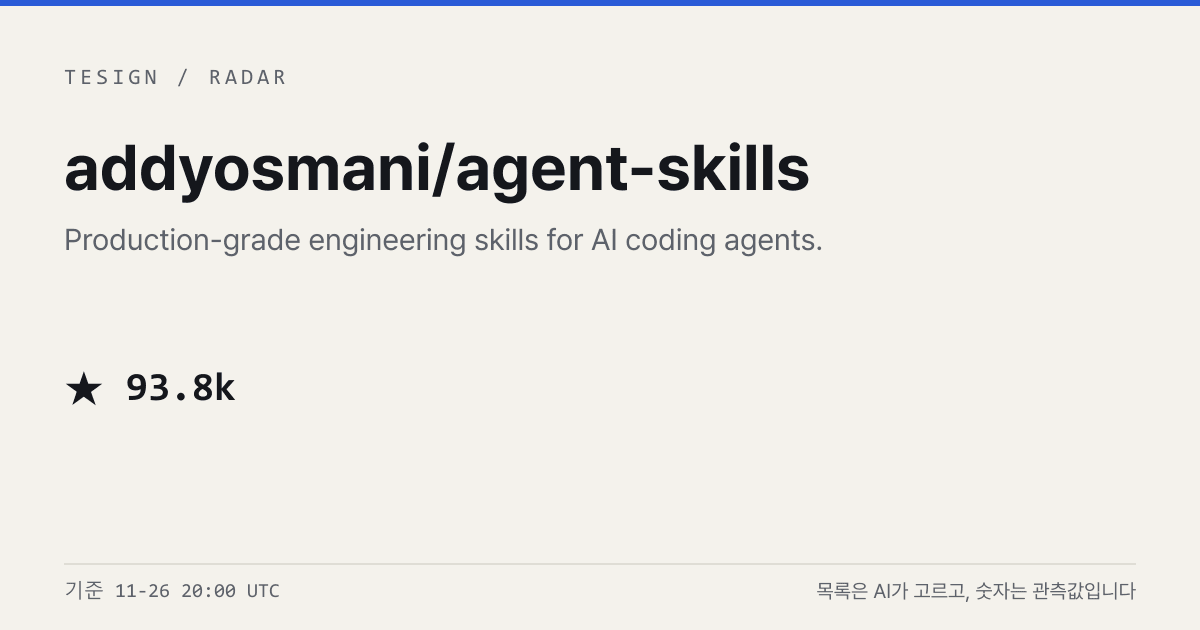 TESIGN / RADAR
addyosmani/agent-skills
Production-grade engineering skills for AI coding agents.
★ 93.8k
기준 11-26 20:00 UTC
목록은 AI가 고르고, 숫자는 관측값입니다